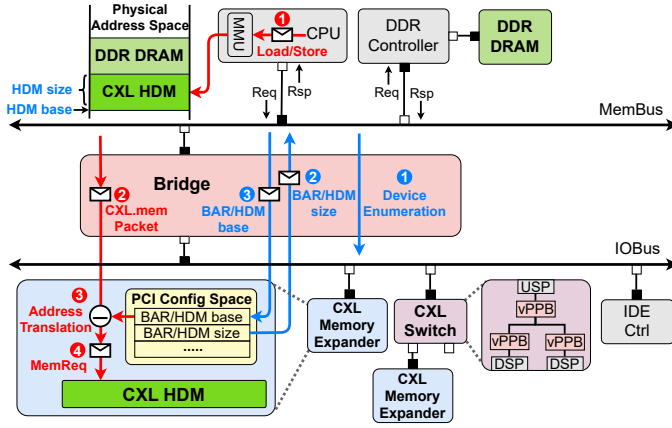 Physical
Address Space
DDR DRAM
CXL HDM
HDM size
HDM base
MMU
1
CPU
Load/Store
DDR
Controller
DDR
DRAM
Req
Rsp
Req
Rsp
MemBus
Bridge
2
CXL.mem
Packet
3
BAR/HDM
base
2
BAR/HDM
size
1
Device
Enumeration
IOBus
3
Address
Translation
4
MemReq
PCI Config Space
BAR/HDM base
BAR/HDM size
.....
CXL HDM
CXL
Memory
Expander
CXL
Switch
CXL
Memory
Expander
USP
vPPB
vPPB
vPPB
DSP
DSP
IDE
Ctrl